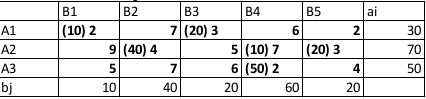 B1 B2 B3 B4 B5 ai
A1 (10) 2 7 (20) 3 6 2 30
A2 9 (40) 4 5 (10) 7 (20) 3 70
A3 5 7 6 (50) 2 4 50
bj 10 40 20 60 20